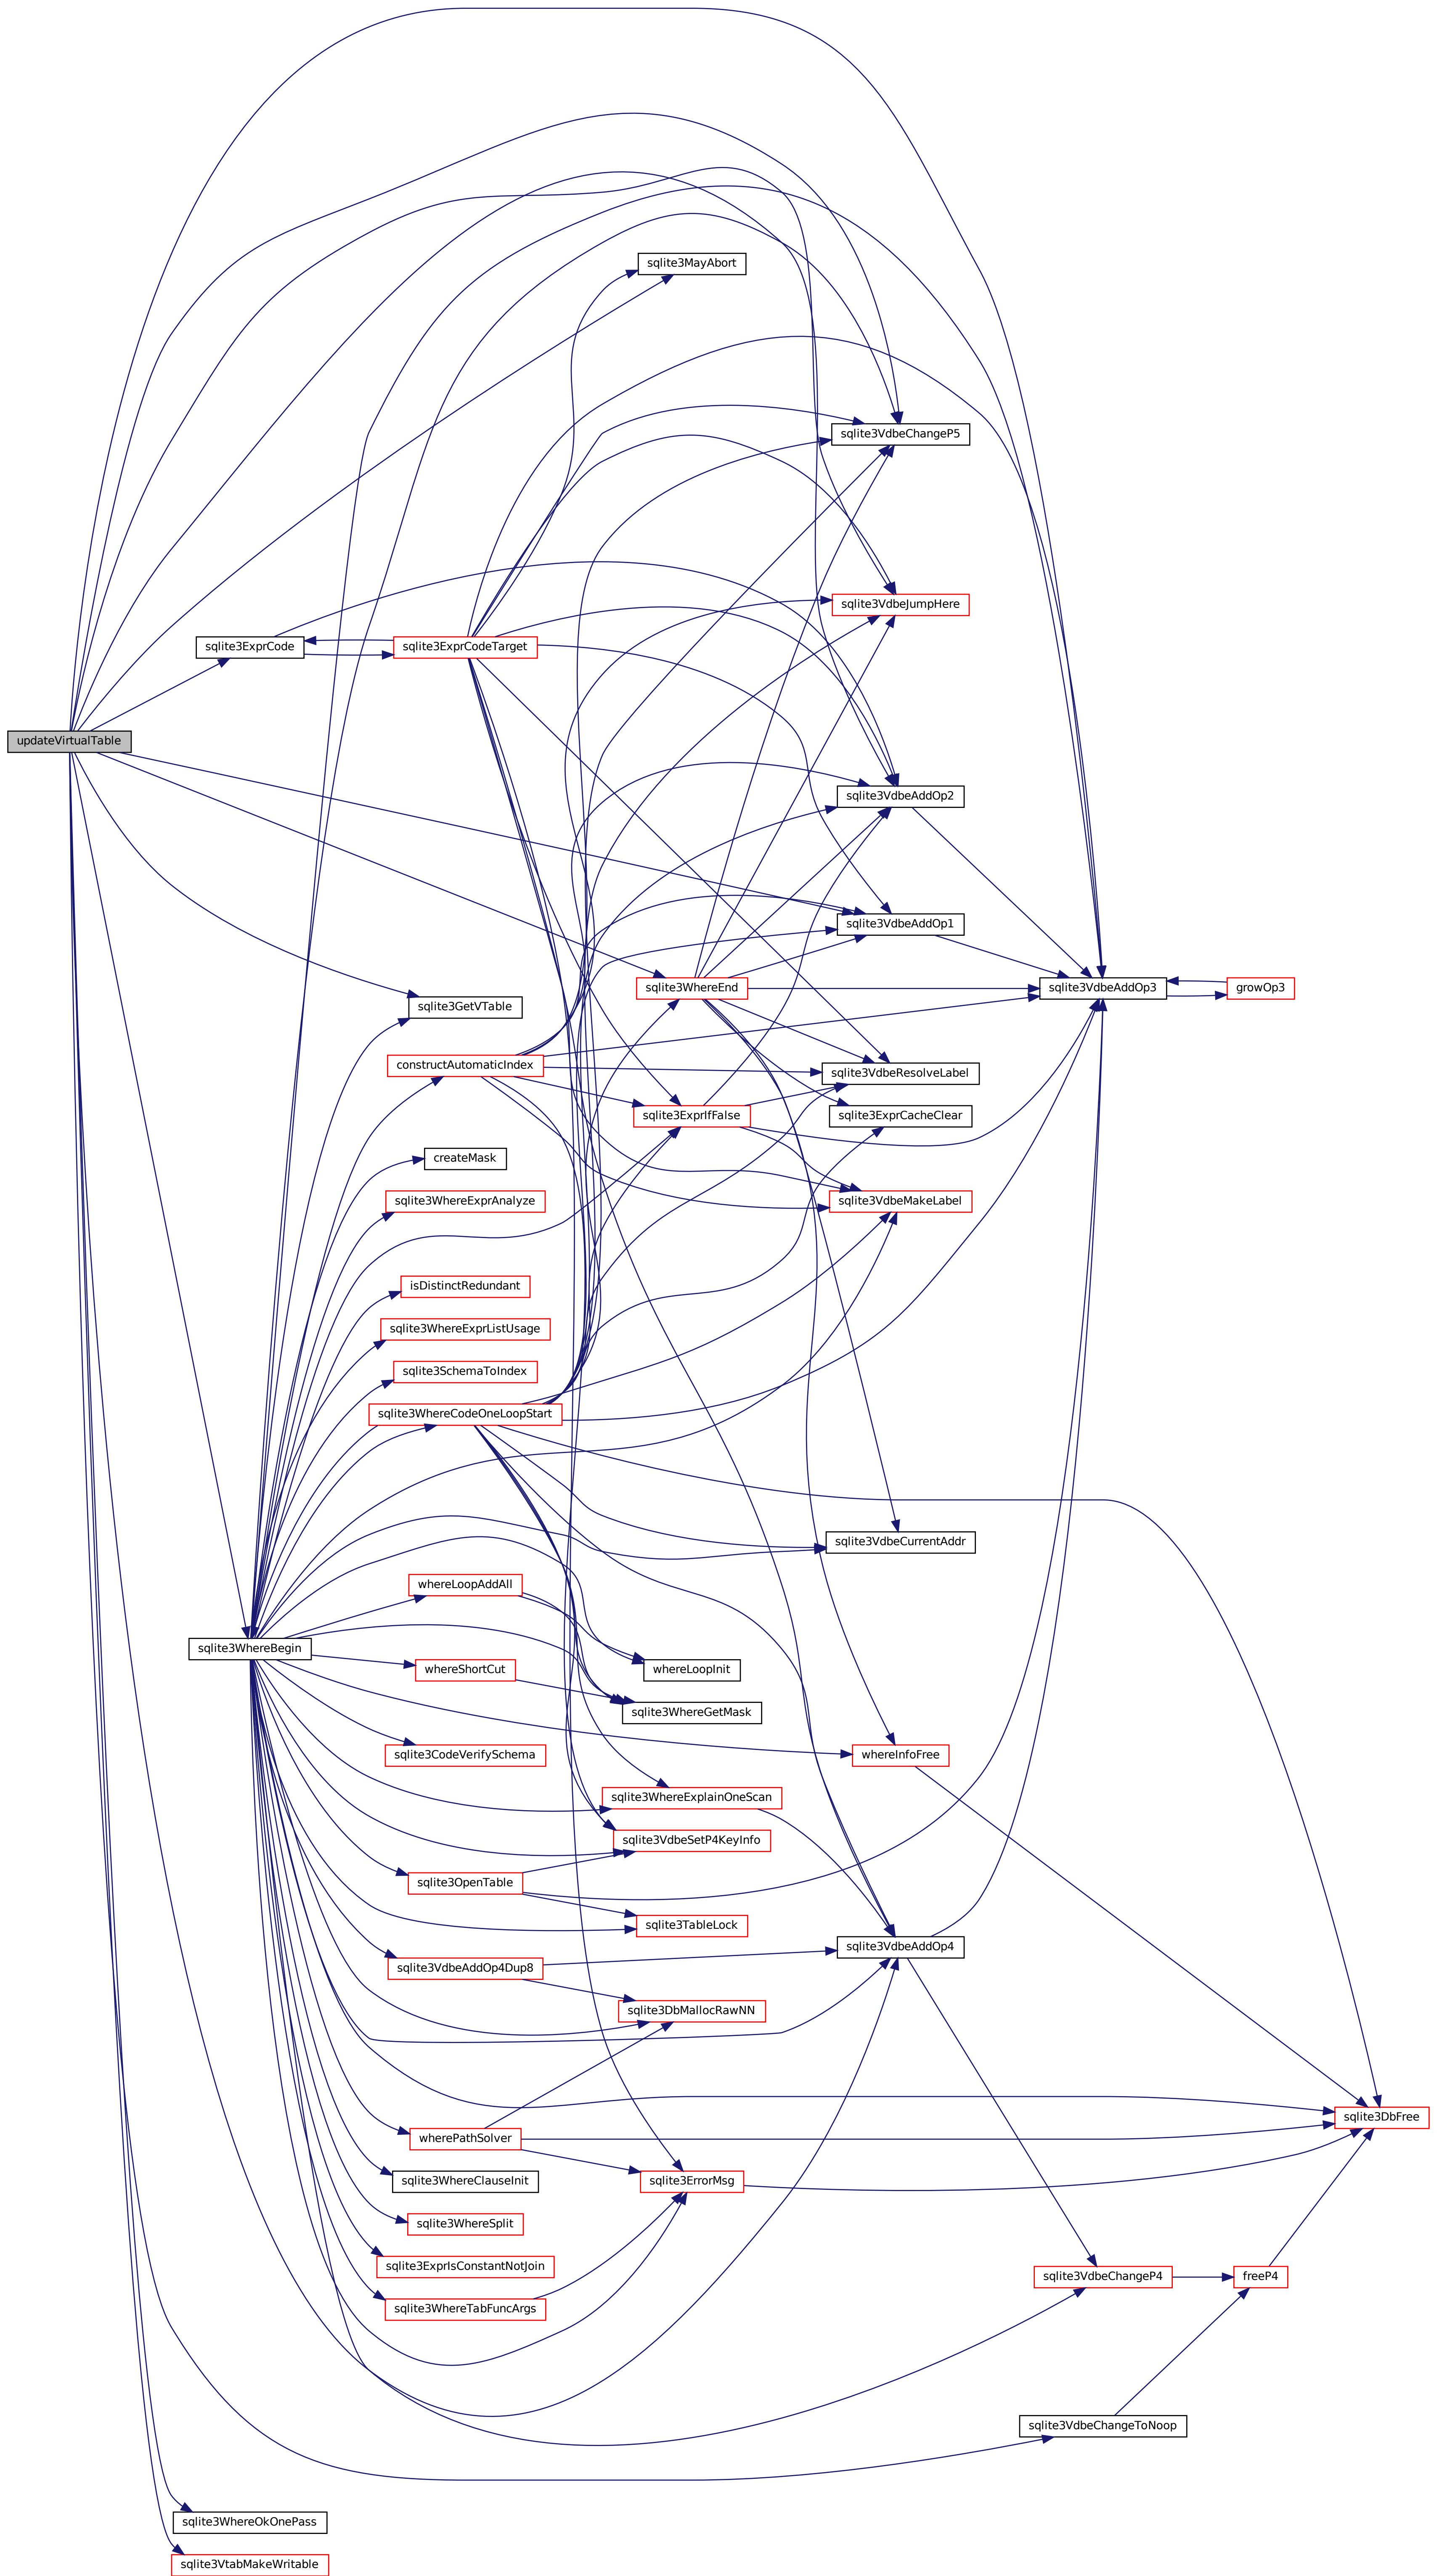 sqlite3MayAbort
sqlite3VdbeChangeP5
sqlite3VdbeJumpHere
sqlite3ExprCode
sqlite3ExprCodeTarget
updateVirtualTable
sqlite3VdbeAddOp2
sqlite3VdbeAddOp1
sqlite3WhereEnd
sqlite3VdbeAddOp3
growOp3
sqlite3GetVTable
constructAutomaticIndex
sqlite3VdbeResolveLabel
sqlite3ExprIfFalse
sqlite3ExprCacheClear
createMask
sqlite3WhereExprAnalyze
sqlite3VdbeMakeLabel
isDistinctRedundant
sqlite3WhereExprListUsage
sqlite3SchemaToIndex
sqlite3WhereCodeOneLoopStart
sqlite3VdbeCurrentAddr
whereLoopAddAll
sqlite3WhereBegin
whereShortCut
whereLoopInit
sqlite3WhereGetMask
sqlite3CodeVerifySchema
whereInfoFree
sqlite3WhereExplainOneScan
sqlite3VdbeSetP4KeyInfo
sqlite3OpenTable
sqlite3TableLock
sqlite3VdbeAddOp4
sqlite3VdbeAddOp4Dup8
sqlite3DbMallocRawNN
sqlite3DbFree
wherePathSolver
sqlite3WhereClauseInit
sqlite3ErrorMsg
sqlite3WhereSplit
sqlite3ExprIsConstantNotJoin
sqlite3VdbeChangeP4
freeP4
sqlite3WhereTabFuncArgs
sqlite3VdbeChangeToNoop
sqlite3WhereOkOnePass
sqlite3VtabMakeWritable